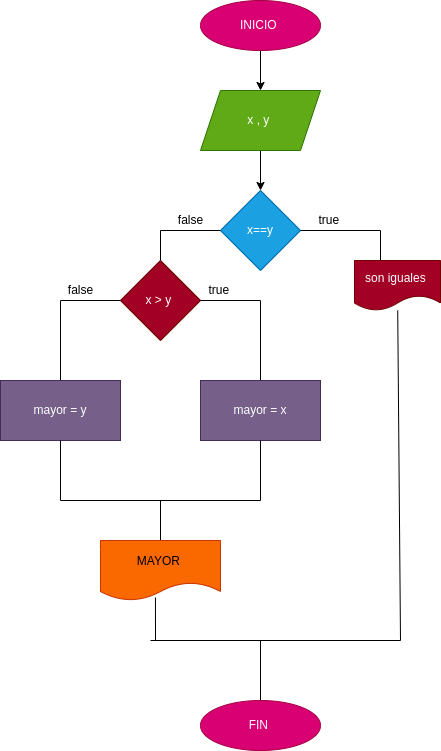 INICIO
x , y
false
x==y
true
son iguales
false
x > y
true
mayor = y
mayor = x
MAYOR
FIN